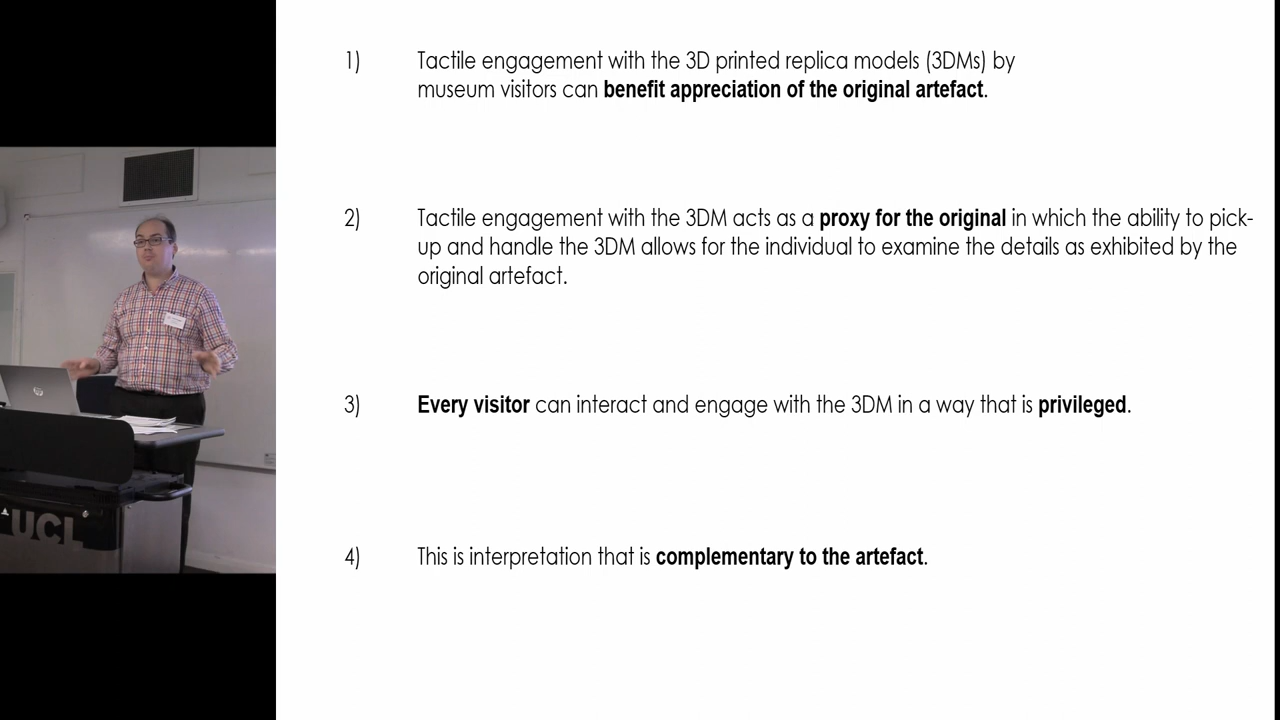 1) Tactile engagement with the 3D printed replica models (3DMs) by
museum visitors can benefit appreciation of the original artefact.
2) Tactile engagement with the 3DM acts as a proxy for the original in which the ability to pick-
up and handle the 3DM allows for the individual to examine the details as exhibited by the
original artefact.
3) Every visitor can interact and engage with the 3DM in a way that is privileged.
4) This is interpretation that is complementary to the artefact.
UCL